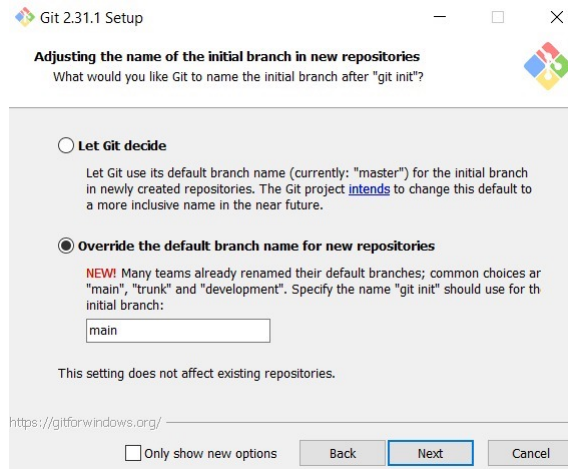 Git 2.31.1 Setup
Adjusting the name of the initial branch in new repositories
What would you like Git to name the initial branch after "git init"?
Let Git decide
Let Git use its default branch name (currently: "master") for the initial branch
in newly created repositories. The Git project intends to change this default to
a more inclusive name in the near future.
Override the default branch name for new repositories
NEW! Many teams already renamed their default branches; common choices ar
"main", "trunk" and "development". Specify the name "git init" should use for th
initial branch:
main
This setting does not affect existing repositories.
https://gitforwindows.org/
Only show new options
Back
Next
Cancel